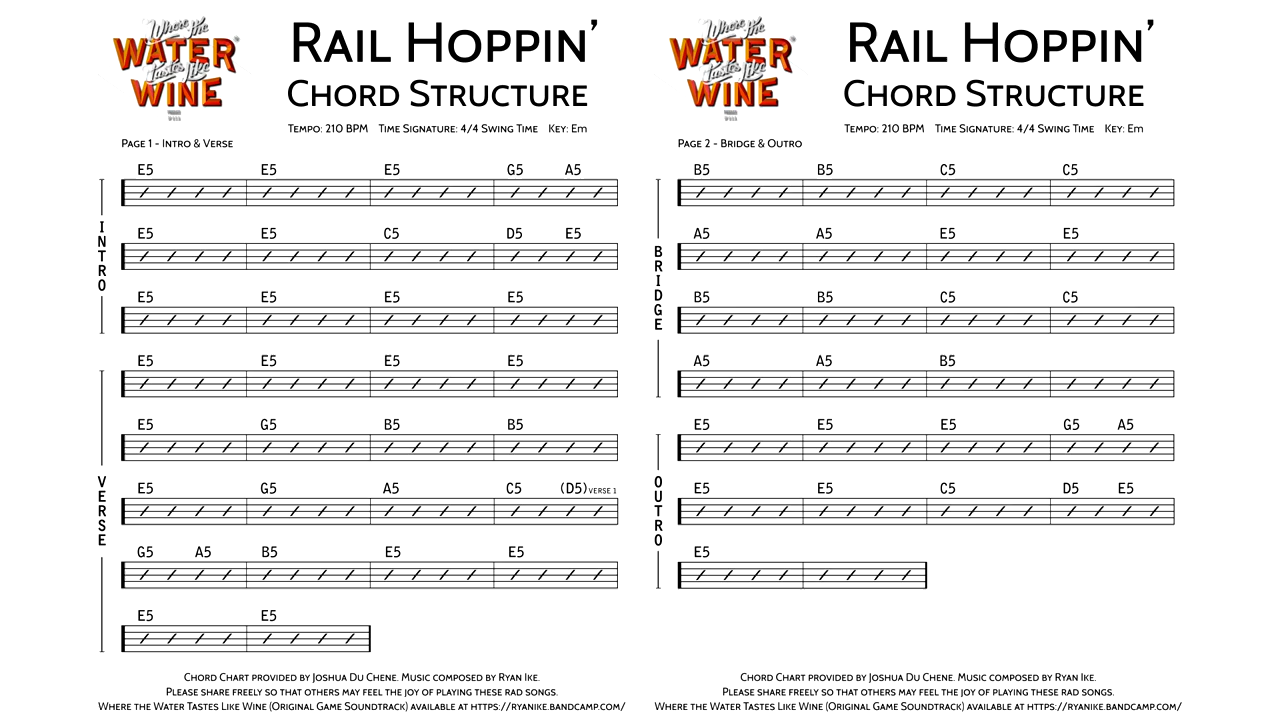 Where the
WATER
Tastes Like
WINE
RAIL HOPPIN'
CHORD STRUCTURE
TEMPO: 210 BPM TIME SIGNATURE: 4/4 SWING TIME KEY: EM
PAGE 1 - INTRO & VERSE
INTRO
E5 E5 E5 G5 A5
E5 E5 C5 D5 E5
E5 E5 E5 E5
VERSE
E5 E5 E5 E5
E5 G5 B5 B5
E5 G5 A5 C5 (D5) VERSE 1
G5 A5 B5 E5 E5
E5 E5
CHORD CHART PROVIDED BY JOSHUA DU CHENE. MUSIC COMPOSED BY RYAN IKE.
PLEASE SHARE FREELY SO THAT OTHERS MAY FEEL THE JOY OF PLAYING THESE RAD SONGS.
WHERE THE WATER TASTES LIKE WINE (ORIGINAL GAME SOUNDTRACK) AVAILABLE AT HTTPS://RYANIKE.BANDCAMP.COM/
Where the
WATER
Tastes Like
WINE
RAIL HOPPIN'
CHORD STRUCTURE
TEMPO: 210 BPM TIME SIGNATURE: 4/4 SWING TIME KEY: EM
PAGE 2 - BRIDGE & OUTRO
BRIDGE
B5 B5 C5 C5
A5 A5 E5 E5
B5 B5 C5 C5
A5 A5 B5
OUTRO
E5 E5 E5 G5 A5
E5 E5 C5 D5 E5
E5
CHORD CHART PROVIDED BY JOSHUA DU CHENE. MUSIC COMPOSED BY RYAN IKE.
PLEASE SHARE FREELY SO THAT OTHERS MAY FEEL THE JOY OF PLAYING THESE RAD SONGS.
WHERE THE WATER TASTES LIKE WINE (ORIGINAL GAME SOUNDTRACK) AVAILABLE AT HTTPS://RYANIKE.BANDCAMP.COM/